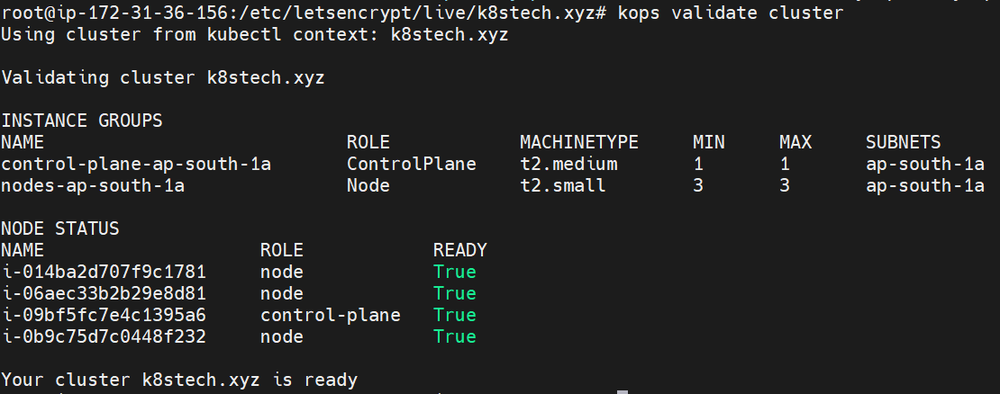 root@ip-172-31-36-156:/etc/letsencrypt/live/k8stech.xyz# kops validate cluster
Using cluster from kubectl context: k8stech.xyz
Validating cluster k8stech.xyz
INSTANCE GROUPS
NAME ROLE MACHINETYPE MIN MAX SUBNETS
control-plane-ap-south-1a ControlPlane t2.medium 1 1 ap-south-1a
nodes-ap-south-1a Node t2.small 3 3 ap-south-1a
NODE STATUS
NAME ROLE READY
i-014ba2d707f9c1781 node True
i-06aec33b2b29e8d81 node True
i-09bf5fc7e4c1395a6 control-plane True
i-0b9c75d7c0448f232 node True
Your cluster k8stech.xyz is ready